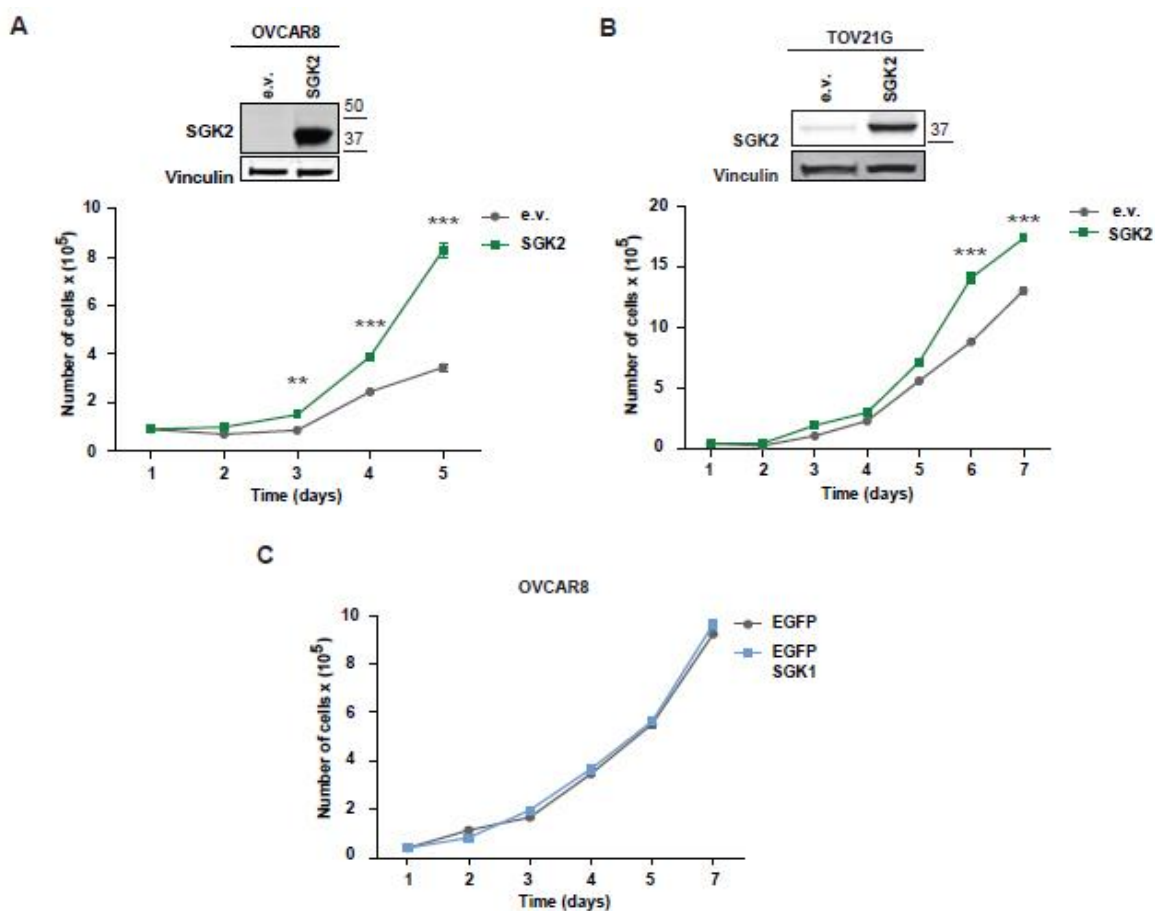 A
OVCAR8
e.v.
SGK2
SGK2
50
37
Vinculin
Number of cells x (10⁵)
10
8
6
4
2
0
**
***
***
e.v.
SGK2
1 2 3 4 5
Time (days)
B
TOV21G
e.v.
SGK2
SGK2
37
Vinculin
Number of cells x (10⁵)
20
15
10
5
0
***
***
e.v.
SGK2
1 2 3 4 5 6 7
Time (days)
C
OVCAR8
Number of cells x (10⁵)
10
8
6
4
2
0
EGFP
EGFP
SGK1
1 2 3 4 5 7
Time (days)